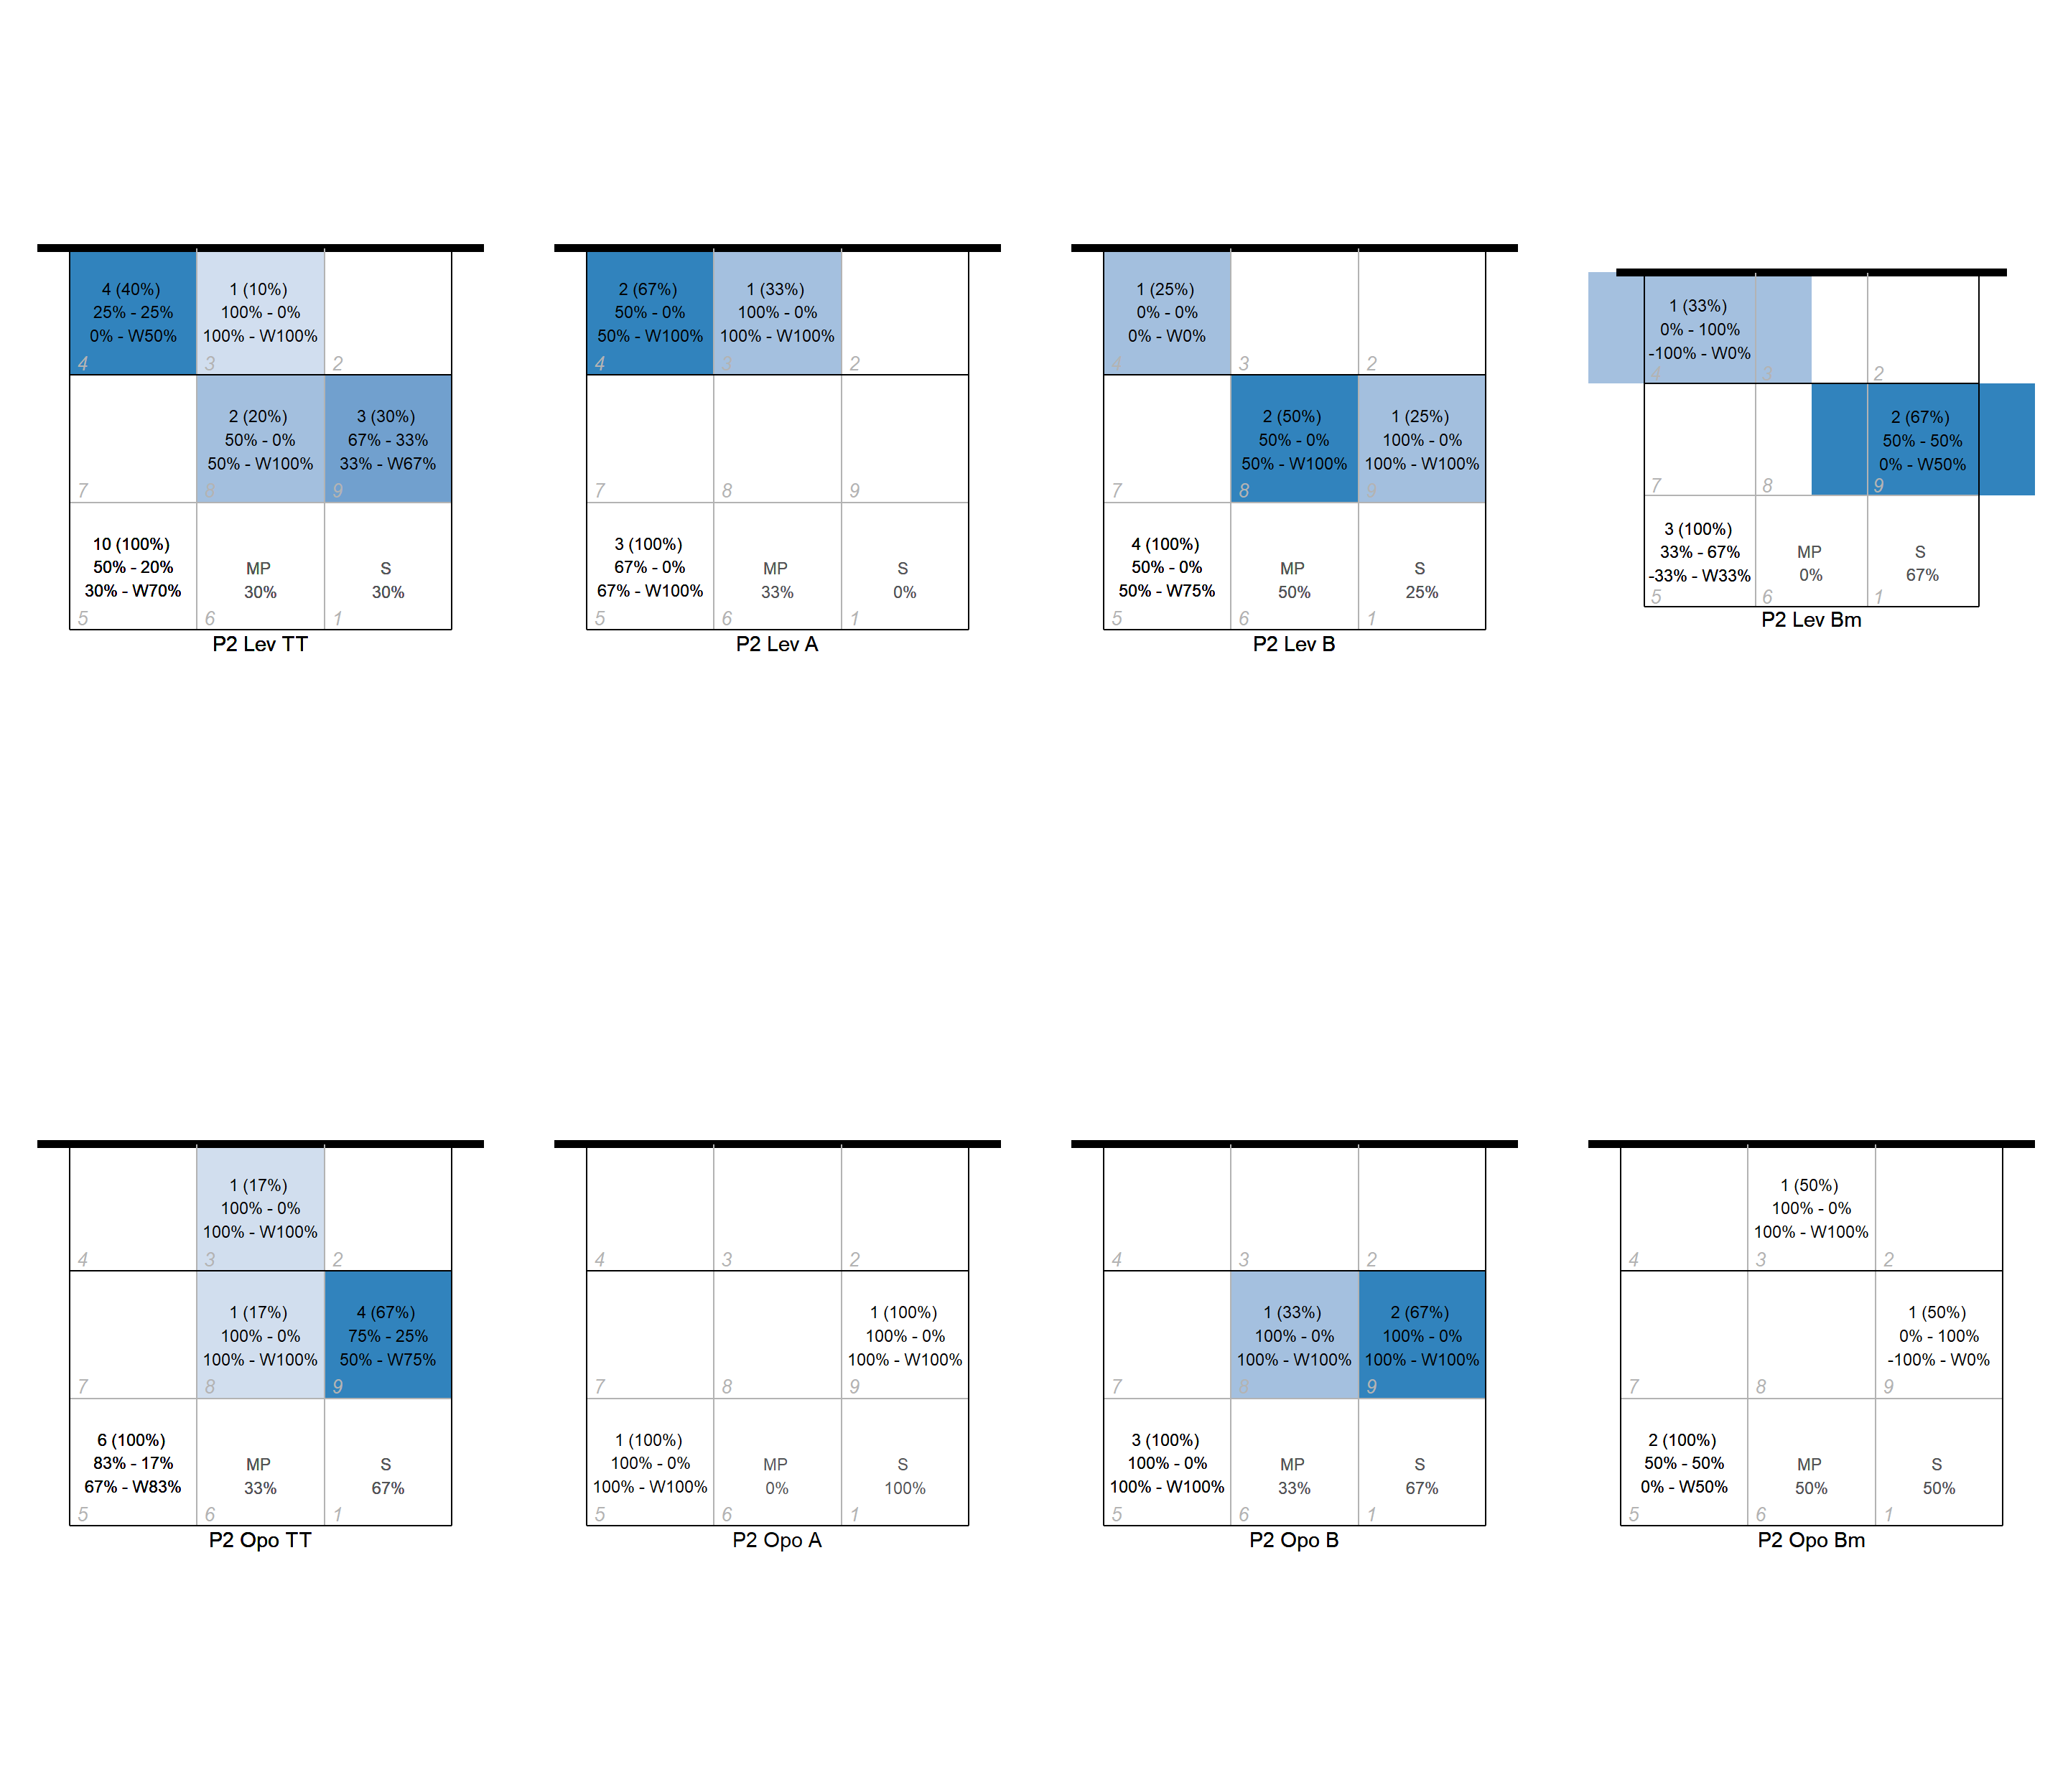 4 (40%)
25% - 25%
0% - W50%
4
1 (10%)
100% - 0%
100% - W100%
3
2
7
2 (20%)
50% - 0%
50% - W100%
8
3 (30%)
67% - 33%
33% - W67%
9
10 (100%)
50% - 20%
30% - W70%
5
MP
30%
6
S
30%
1
P2 Lev TT
2 (67%)
50% - 0%
50% - W100%
4
1 (33%)
100% - 0%
100% - W100%
3
2
7
8
9
3 (100%)
67% - 0%
67% - W100%
5
MP
33%
6
S
0%
1
P2 Lev A
1 (25%)
0% - 0%
0% - W0%
4
3
2
7
2 (50%)
50% - 0%
50% - W100%
8
1 (25%)
100% - 0%
100% - W100%
9
4 (100%)
50% - 0%
50% - W75%
5
MP
50%
6
S
25%
1
P2 Lev B
1 (33%)
0% - 100%
-100% - W0%
4
3
2
7
8
2 (67%)
50% - 50%
0% - W50%
9
3 (100%)
33% - 67%
-33% - W33%
5
MP
0%
6
S
67%
1
P2 Lev Bm
4
1 (17%)
100% - 0%
100% - W100%
3
2
7
1 (17%)
100% - 0%
100% - W100%
8
4 (67%)
75% - 25%
50% - W75%
9
6 (100%)
83% - 17%
67% - W83%
5
MP
33%
6
S
67%
1
P2 Opo TT
4
3
2
7
8
1 (100%)
100% - 0%
100% - W100%
9
1 (100%)
100% - 0%
100% - W100%
5
MP
0%
6
S
100%
1
P2 Opo A
4
3
2
7
1 (33%)
100% - 0%
100% - W100%
8
2 (67%)
100% - 0%
100% - W100%
9
3 (100%)
100% - 0%
100% - W100%
5
MP
33%
6
S
67%
1
P2 Opo B
4
1 (50%)
100% - 0%
100% - W100%
3
2
7
8
1 (50%)
0% - 100%
-100% - W0%
9
2 (100%)
50% - 50%
0% - W50%
5
MP
50%
6
S
50%
1
P2 Opo Bm